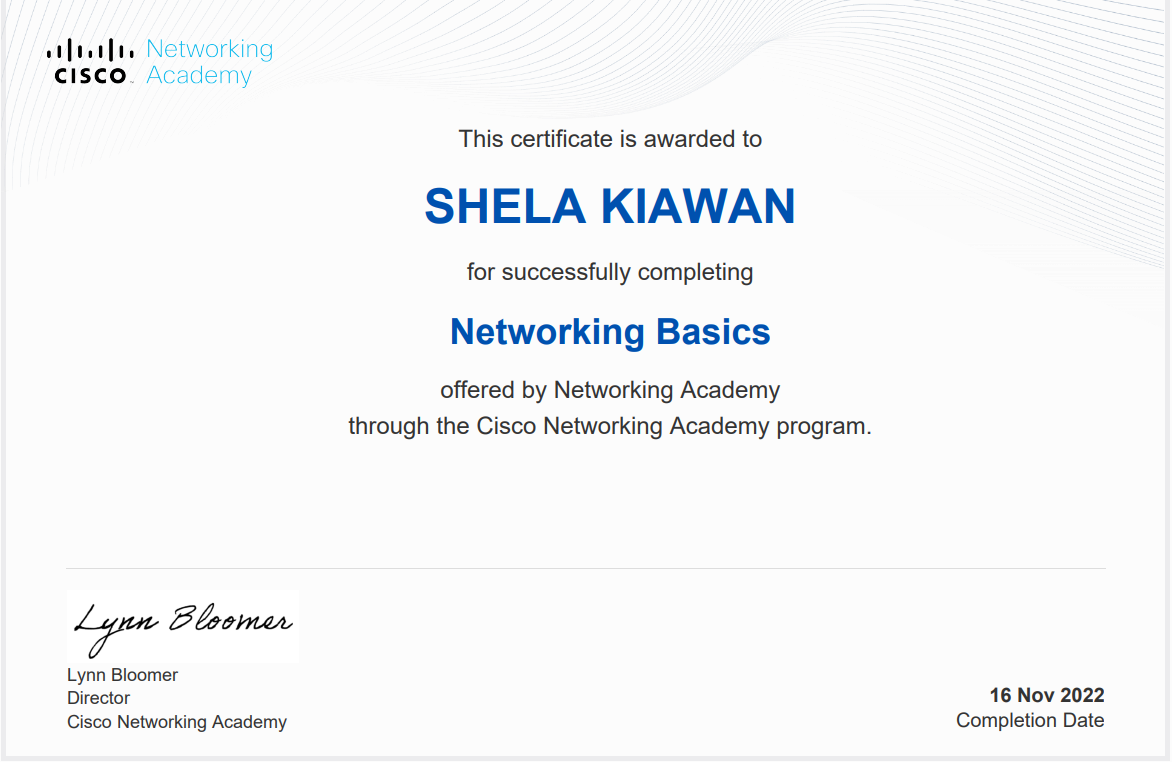 Networking
CISCO Academy
This certificate is awarded to
SHELA KIAWAN
for successfully completing
Networking Basics
offered by Networking Academy
through the Cisco Networking Academy program.
Lynn Bloomer
Lynn Bloomer
Director
Cisco Networking Academy
16 Nov 2022
Completion Date